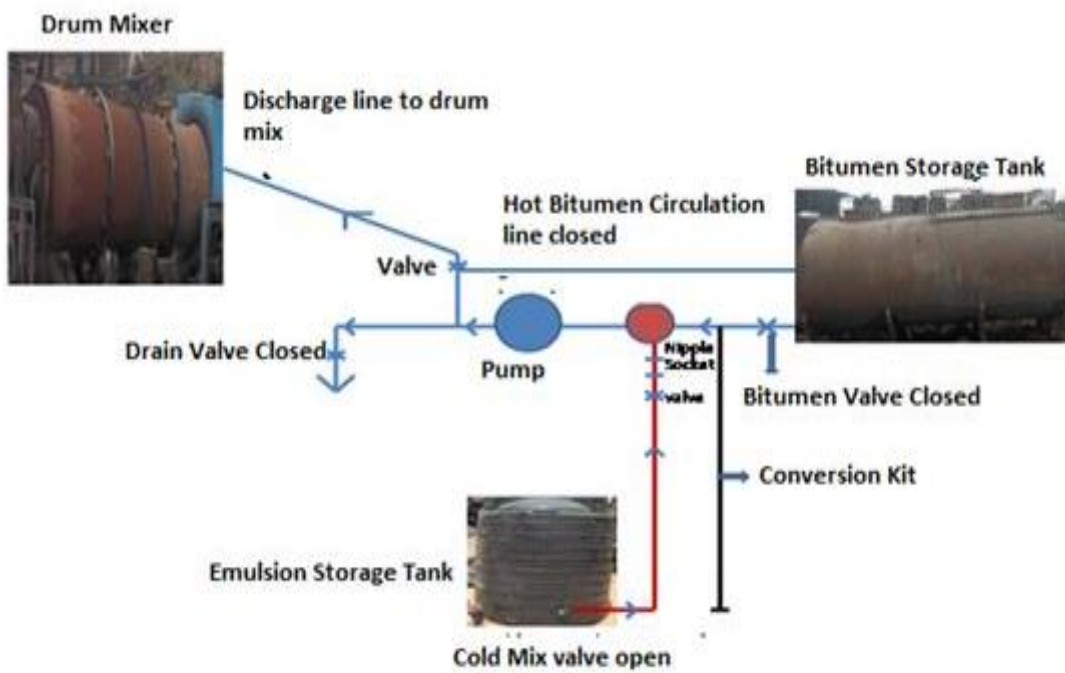 Drum Mixer
Discharge line to drum
mix
Bitumen Storage Tank
Hot Bitumen Circulation
line closed
Valve
Drain Valve Closed
Pump
Nipple
Socket
valve
Bitumen Valve Closed
Conversion Kit
Emulsion Storage Tank
Cold Mix valve open